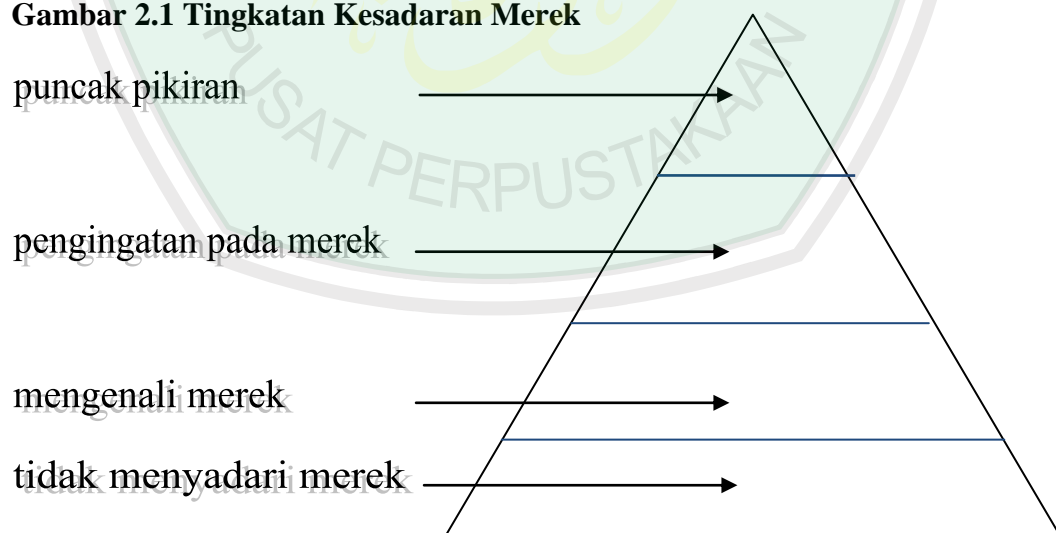 Gambar 2.1 Tingkatan Kesadaran Merek
puncak pikiran
PUSAT PERPUSTAKAAN
pengingatan pada merek
mengenali merek
tidak menyadari merek